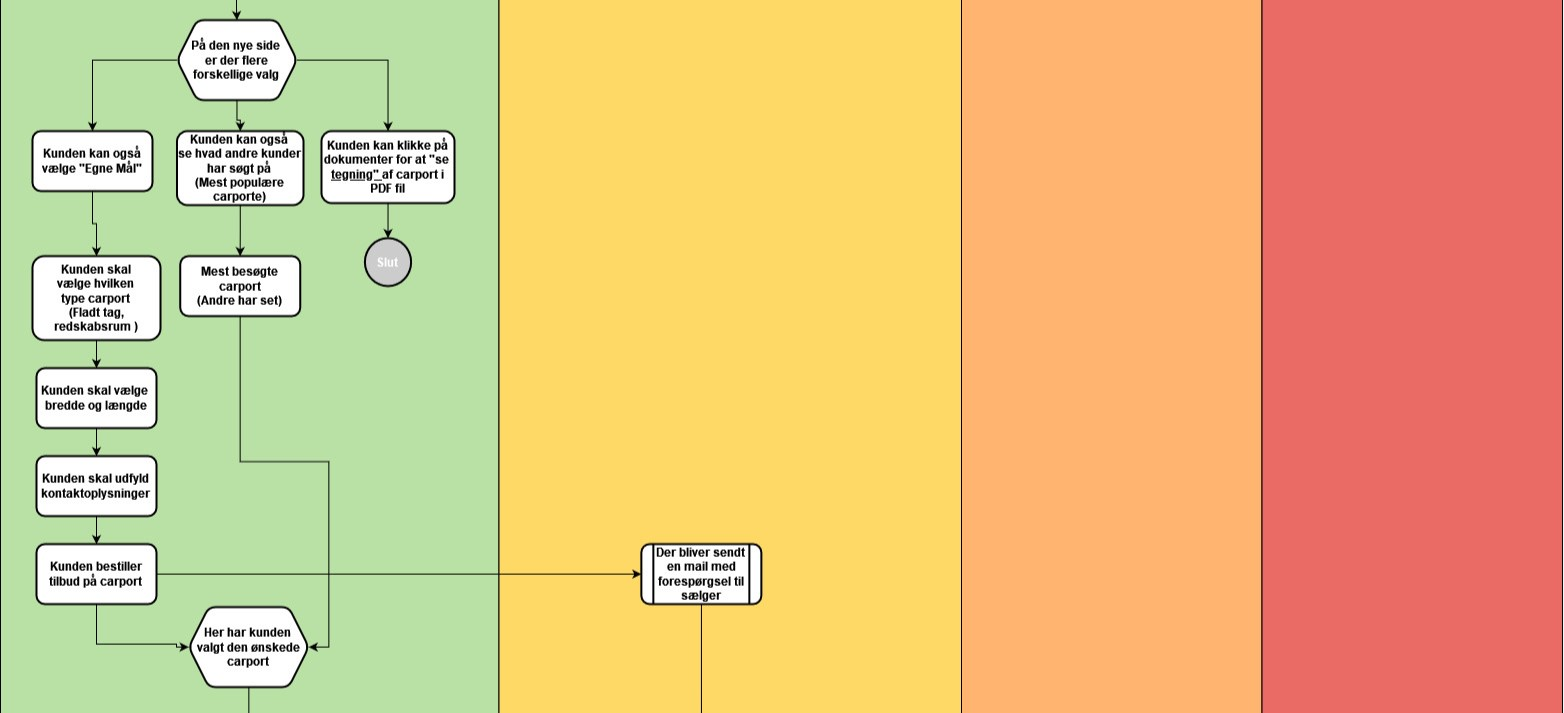 På den nye side
er der flere
forskellige valg
Kunden kan også
vælge "Egne Mål"
Kunden kan også
se hvad andre kunder
har søgt på
(Mest populære
carporte)
Kunden kan klikke på
dokumenter for at "se
tegning" af carport i
PDF fil
Slut
Kunden skal
vælge hvilken
type carport
(Fladt tag,
redskabsrum )
Mest besøgte
carport
(Andre har set)
Kunden skal vælge
bredde og længde
Kunden skal udfyld
kontaktoplysninger
Kunden bestiller
tilbud på carport
Der bliver sendt
en mail med
forespørgsel til
sælger
Her har kunden
valgt den ønskede
carport